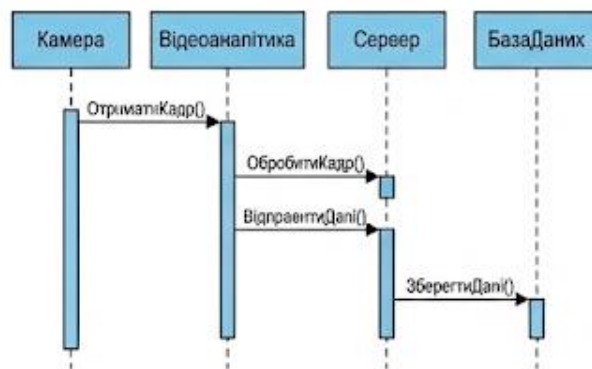 Камера Відеоаналітика Сервер БазаДаних
ОтриматиКадр()
ОбробитиКадр()
ВідправитиДані()
ЗберегтиДані()